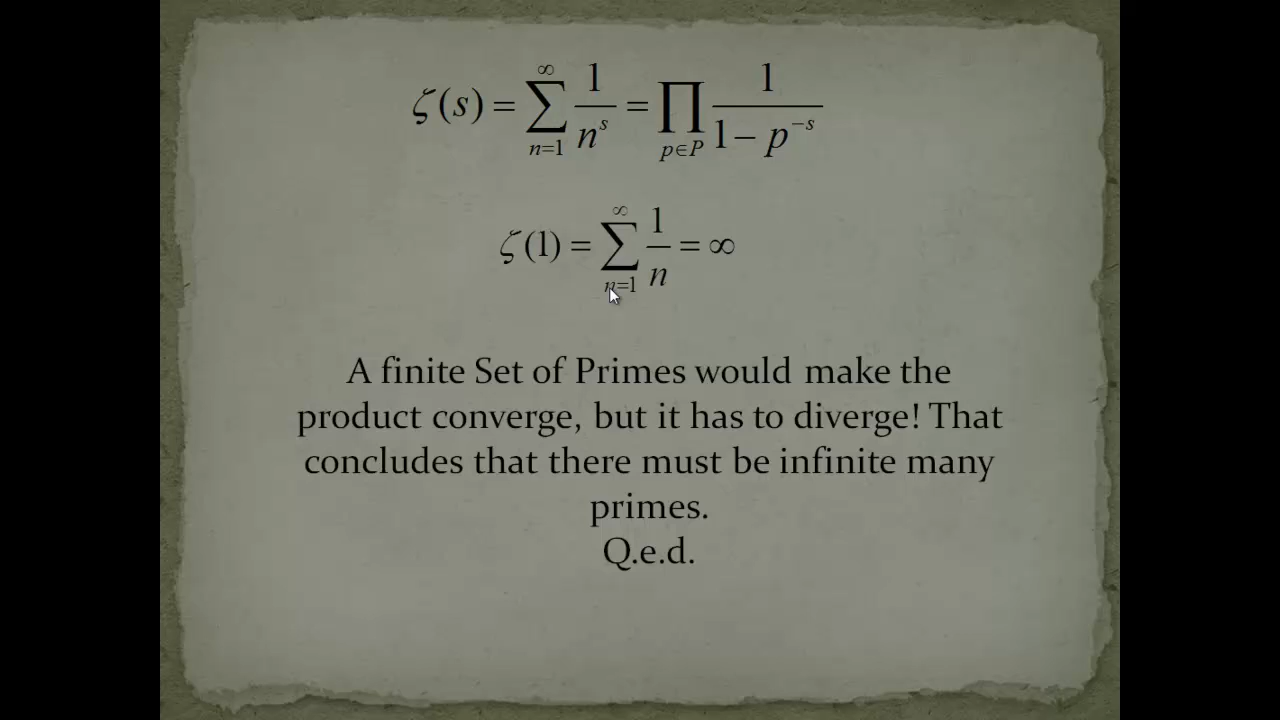 ζ(s) = ∑_{n=1}^{∞} 1/n^s = ∏_{p∈P} 1/(1 − p^{−s})
ζ(1) = ∑_{n=1}^{∞} 1/n = ∞
A finite Set of Primes would make the
product converge, but it has to diverge! That
concludes that there must be infinite many
primes.
Q.e.d.